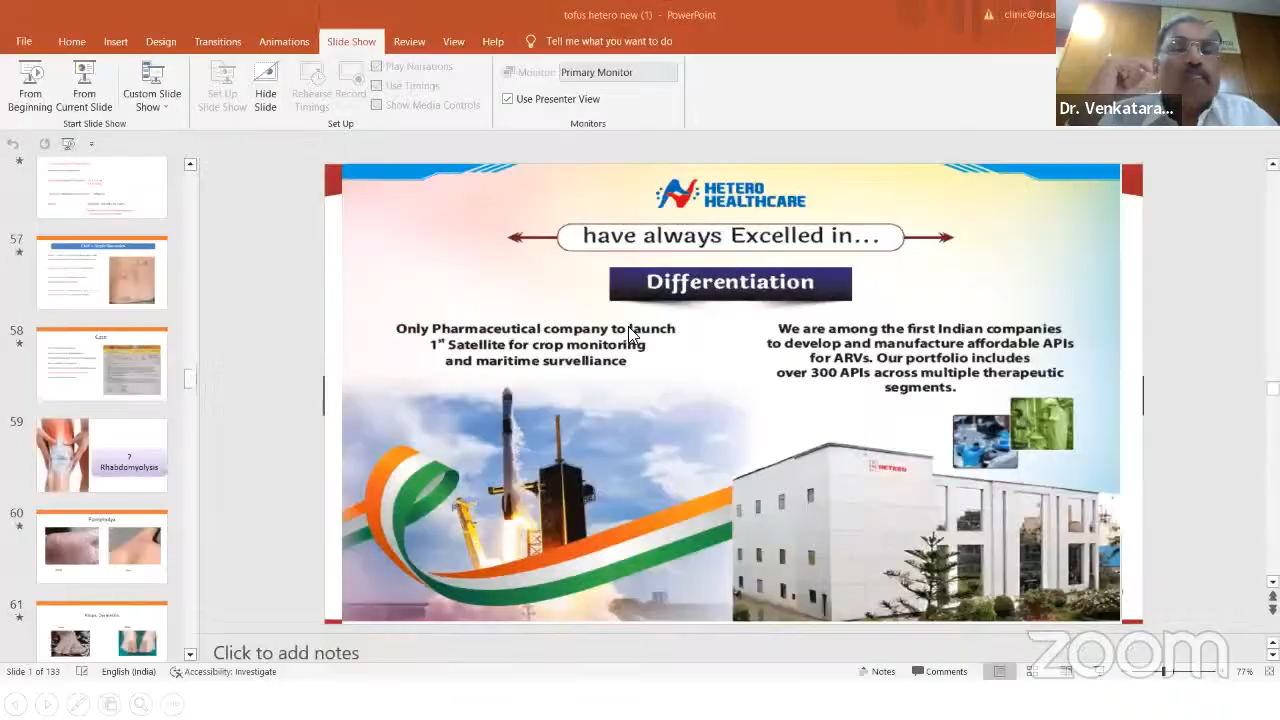 tofus hetero new (1) - PowerPoint
clinic@drsa
File Home Insert Design Transitions Animations Slide Show Review View Help Tell me what you want to do
From Beginning
From Current Slide
Custom Slide Show
Start Slide Show
Set Up Slide Show
Hide Slide
Rehearse Timings
Record
Play Narrations
Use Timings
Show Media Controls
Set Up
Monitor: Primary Monitor
Use Presenter View
Monitors
Dr. Venkatara...
57
58
59
?
Rhabdomyolysis
60
61
HETERO
HEALTHCARE
have always Excelled in...
Differentiation
Only Pharmaceutical company to launch
1st Satellite for crop monitoring
and maritime survelliance
We are among the first Indian companies
to develop and manufacture affordable APIs
for ARVs. Our portfolio includes
over 300 APIs across multiple therapeutic
segments.
HETERO
Click to add notes
zoom
Slide 1 of 133 English (India) Accessibility: Investigate Notes Comments 77%